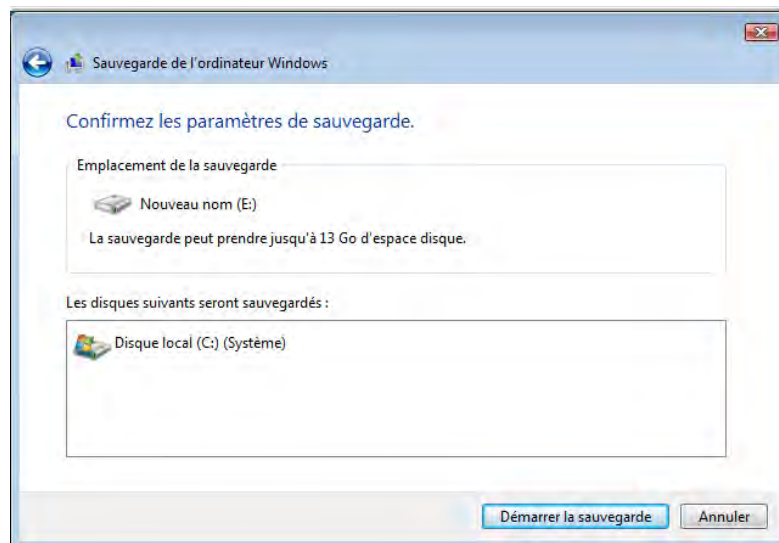 Sauvegarde de l'ordinateur Windows
Confirmez les paramètres de sauvegarde.
Emplacement de la sauvegarde
Nouveau nom (E:)
La sauvegarde peut prendre jusqu'à 13 Go d'espace disque.
Les disques suivants seront sauvegardés :
Disque local (C:) (Système)
Démarrer la sauvegarde Annuler